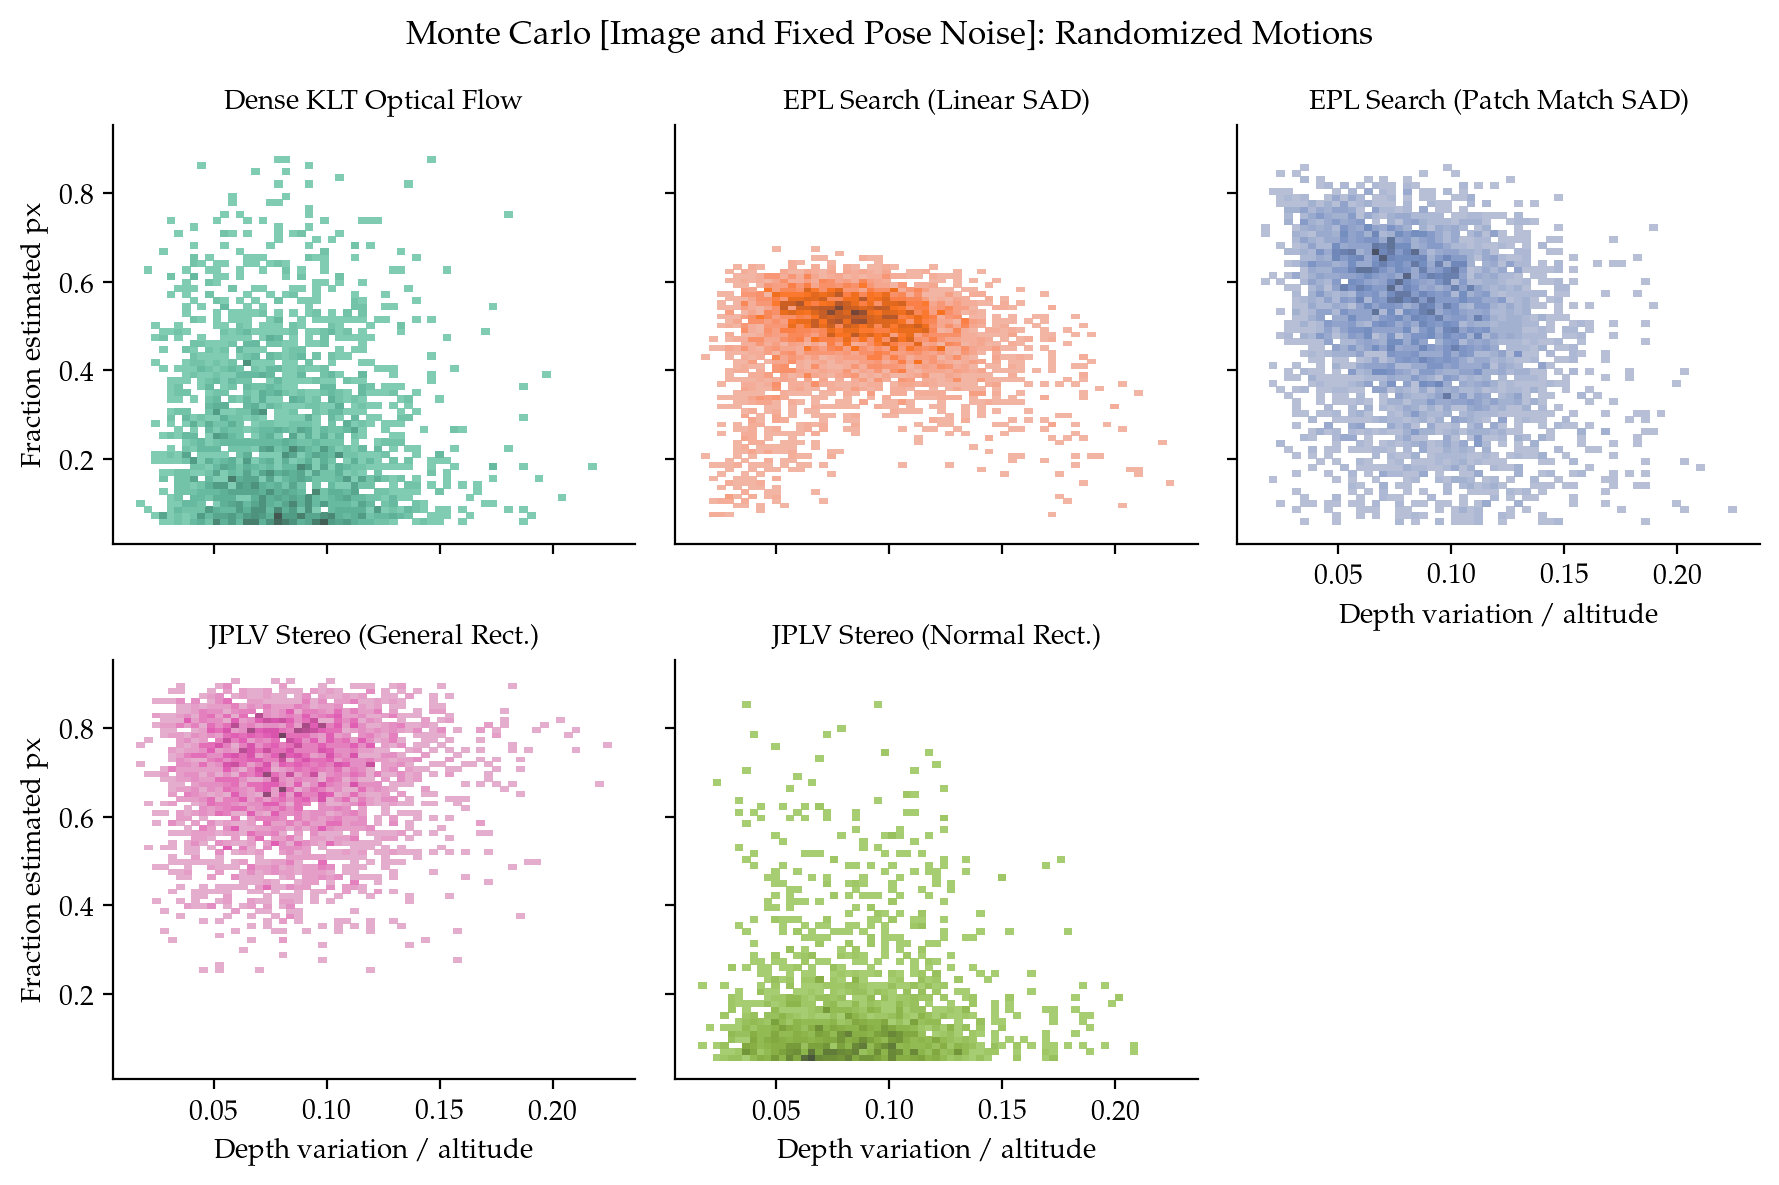 Monte Carlo [Image and Fixed Pose Noise]: Randomized Motions
Dense KLT Optical Flow
EPL Search (Linear SAD)
EPL Search (Patch Match SAD)
Fraction estimated px
0.8
0.6
0.4
0.2
0.05 0.10 0.15 0.20
Depth variation / altitude
JPLV Stereo (General Rect.)
JPLV Stereo (Normal Rect.)
Fraction estimated px
0.8
0.6
0.4
0.2
0.05 0.10 0.15 0.20
Depth variation / altitude
0.05 0.10 0.15 0.20
Depth variation / altitude